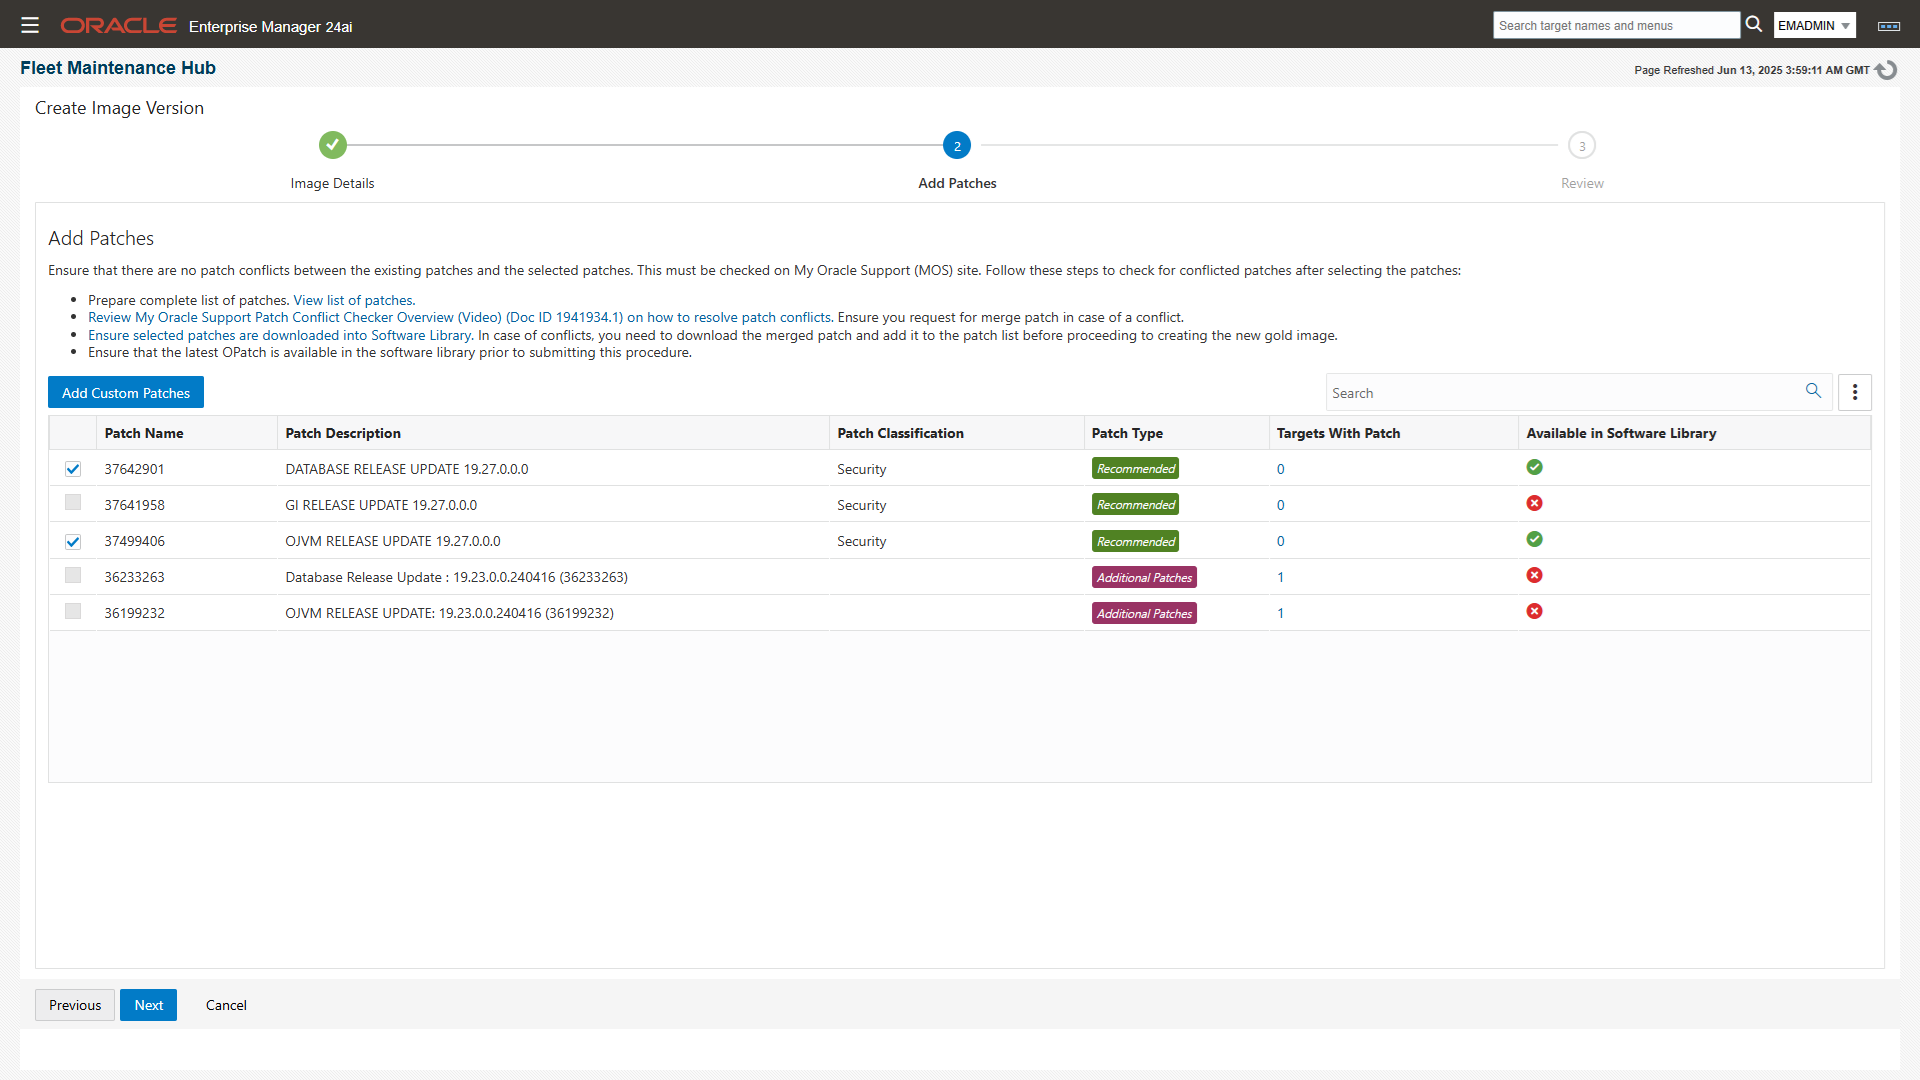 ORACLE Enterprise Manager 24ai
Search target names and menus
EMADMIN
Fleet Maintenance Hub
Page Refreshed Jun 13, 2025 3:59:11 AM GMT
Create Image Version
2
3
Image Details
Add Patches
Review
Add Patches
Ensure that there are no patch conflicts between the existing patches and the selected patches. This must be checked on My Oracle Support (MOS) site. Follow these steps to check for conflicted patches after selecting the patches:
• Prepare complete list of patches. View list of patches.
• Review My Oracle Support Patch Conflict Checker Overview (Video) (Doc ID 1941934.1) on how to resolve patch conflicts. Ensure you request for merge patch in case of a conflict.
• Ensure selected patches are downloaded into Software Library. In case of conflicts, you need to download the merged patch and add it to the patch list before proceeding to creating the new gold image.
• Ensure that the latest OPatch is available in the software library prior to submitting this procedure.
Add Custom Patches
Search
Patch Name Patch Description Patch Classification Patch Type Targets With Patch Available in Software Library
37642901 DATABASE RELEASE UPDATE 19.27.0.0.0 Security Recommended 0
37641958 GI RELEASE UPDATE 19.27.0.0.0 Security Recommended 0
37499406 OJVM RELEASE UPDATE 19.27.0.0.0 Security Recommended 0
36233263 Database Release Update : 19.23.0.0.240416 (36233263) Additional Patches 1
36199232 OJVM RELEASE UPDATE: 19.23.0.0.240416 (36199232) Additional Patches 1
Previous Next Cancel